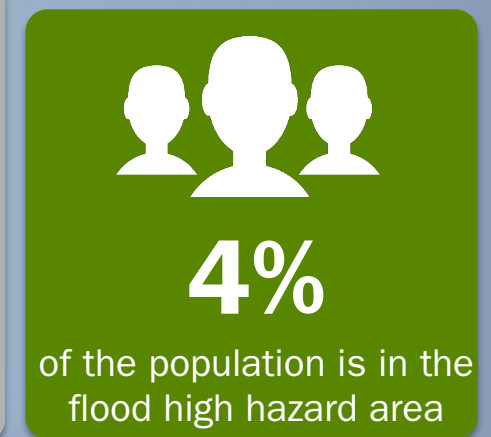 4%
of the population is in the
flood high hazard area